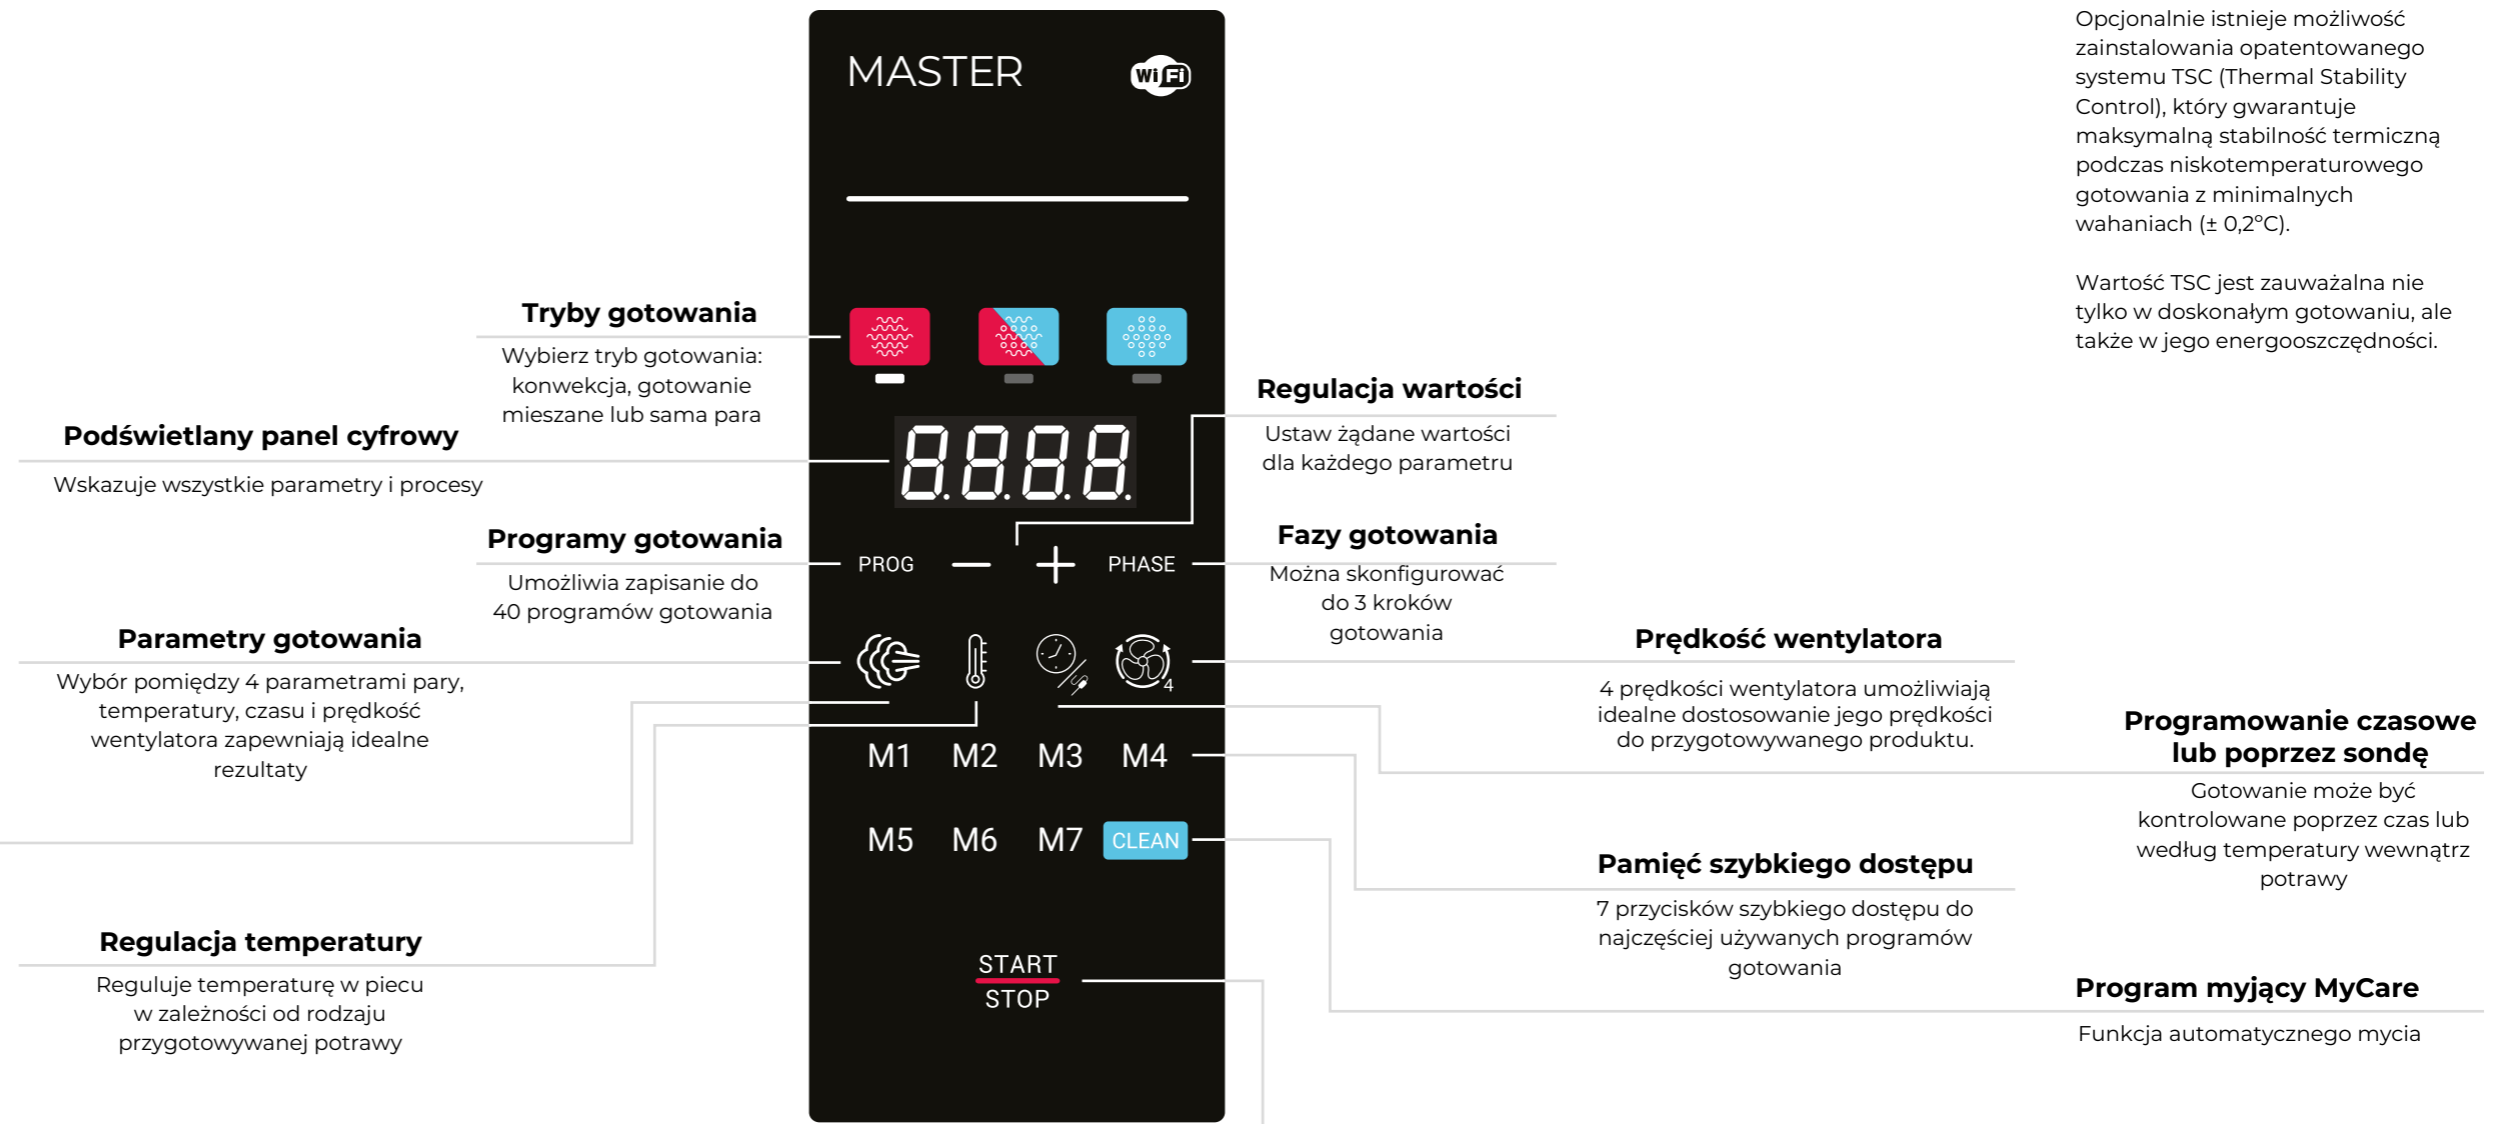 Opcjonalnie istnieje możliwość
zainstalowania opatentowanego
systemu TSC (Thermal Stability
Control), który gwarantuje
maksymalną stabilność termiczną
podczas niskotemperaturowego
gotowania z minimalnych
wahaniach (± 0,2°C).
Wartość TSC jest zauważalna nie
tylko w doskonałym gotowaniu, ale
także w jego energooszczędności.
MASTER
Wi Fi
Tryby gotowania
Wybierz tryb gotowania:
konwekcja, gotowanie
mieszane lub sama para
Podświetlany panel cyfrowy
Wskazuje wszystkie parametry i procesy
8.8.8.8.
Regulacja wartości
Ustaw żądane wartości
dla każdego parametru
Programy gotowania
Umożliwia zapisanie do
40 programów gotowania
PROG − + PHASE
Fazy gotowania
Można skonfigurować
do 3 kroków
gotowania
Parametry gotowania
Wybór pomiędzy 4 parametrami pary,
temperatury, czasu i prędkość
wentylatora zapewniają idealne
rezultaty
4
Prędkość wentylatora
4 prędkości wentylatora umożliwiają
idealne dostosowanie jego prędkości
do przygotowywanego produktu.
Programowanie czasowe
lub poprzez sondę
Gotowanie może być
kontrolowane poprzez czas lub
według temperatury wewnątrz
potrawy
M1 M2 M3 M4
M5 M6 M7 CLEAN
Pamięć szybkiego dostępu
7 przycisków szybkiego dostępu do
najczęściej używanych programów
gotowania
Regulacja temperatury
Reguluje temperaturę w piecu
w zależności od rodzaju
przygotowywanej potrawy
START
STOP
Program myjący MyCare
Funkcja automatycznego mycia